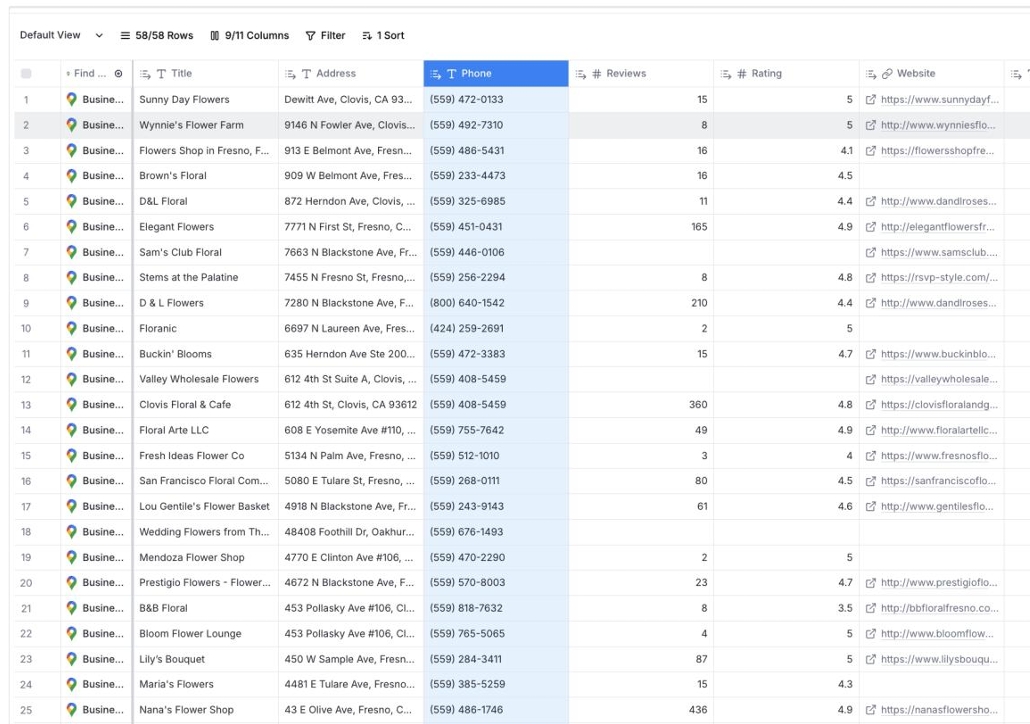 Default View 58/58 Rows 9/11 Columns Filter 1 Sort
Find ... Title Address Phone # Reviews # Rating Website
1 Busine... Sunny Day Flowers Dewitt Ave, Clovis, CA 93... (559) 472-0133 15 5 https://www.sunnydayf...
2 Busine... Wynnie's Flower Farm 9146 N Fowler Ave, Clovis... (559) 492-7310 8 5 http://www.wynniesflo...
3 Busine... Flowers Shop in Fresno, F... 913 E Belmont Ave, Fresn... (559) 486-5431 16 4.1 https://flowersshopfre...
4 Busine... Brown's Floral 909 W Belmont Ave, Fres... (559) 233-4473 16 4.5
5 Busine... D&L Floral 872 Herndon Ave, Clovis, ... (559) 325-6985 11 4.4 http://www.dandlroses...
6 Busine... Elegant Flowers 7771 N First St, Fresno, C... (559) 451-0431 165 4.9 http://elegantflowersfr...
7 Busine... Sam's Club Floral 7663 N Blackstone Ave, Fr... (559) 446-0106 https://www.samsclub....
8 Busine... Stems at the Palatine 7455 N Fresno St, Fresno,... (559) 256-2294 8 4.8 https://rsvp-style.com/...
9 Busine... D & L Flowers 7280 N Blackstone Ave, F... (800) 640-1542 210 4.4 http://www.dandlroses...
10 Busine... Floranic 6697 N Laureen Ave, Fres... (424) 259-2691 2 5
11 Busine... Buckin' Blooms 635 Herndon Ave Ste 200... (559) 472-3383 15 4.7 https://www.buckinblo...
12 Busine... Valley Wholesale Flowers 612 4th St Suite A, Clovis, ... (559) 408-5459 https://valleywholesale...
13 Busine... Clovis Floral & Cafe 612 4th St, Clovis, CA 93612 (559) 408-5459 360 4.8 https://clovisfloralandg...
14 Busine... Floral Arte LLC 608 E Yosemite Ave #110, ... (559) 755-7642 49 4.9 http://www.floralartellc...
15 Busine... Fresh Ideas Flower Co 5134 N Palm Ave, Fresno, ... (559) 512-1010 3 4 http://www.fresnosflo...
16 Busine... San Francisco Floral Com... 5080 E Tulare St, Fresno, ... (559) 268-0111 80 4.5 https://sanfranciscoflo...
17 Busine... Lou Gentile's Flower Basket 4918 N Blackstone Ave, Fr... (559) 243-9143 61 4.6 http://www.gentilesflo...
18 Busine... Wedding Flowers from Th... 48408 Foothill Dr, Oakhur... (559) 676-1493
19 Busine... Mendoza Flower Shop 4770 E Clinton Ave #106, ... (559) 470-2290 2 5
20 Busine... Prestigio Flowers - Flower... 4672 N Blackstone Ave, F... (559) 570-8003 23 4.7 http://www.prestigioflo...
21 Busine... B&B Floral 453 Pollasky Ave #106, Cl... (559) 818-7632 8 3.5 http://bbfloralfresno.co...
22 Busine... Bloom Flower Lounge 453 Pollasky Ave #106, Cl... (559) 765-5065 4 5 http://www.bloomflow...
23 Busine... Lily's Bouquet 450 W Sample Ave, Fresn... (559) 284-3411 87 5 https://www.lilysbouqu...
24 Busine... Maria's Flowers 4481 E Tulare Ave, Fresno... (559) 385-5259 15 4.3
25 Busine... Nana's Flower Shop 43 E Olive Ave, Fresno, C... (559) 486-1746 436 4.9 https://nanasflowersho...